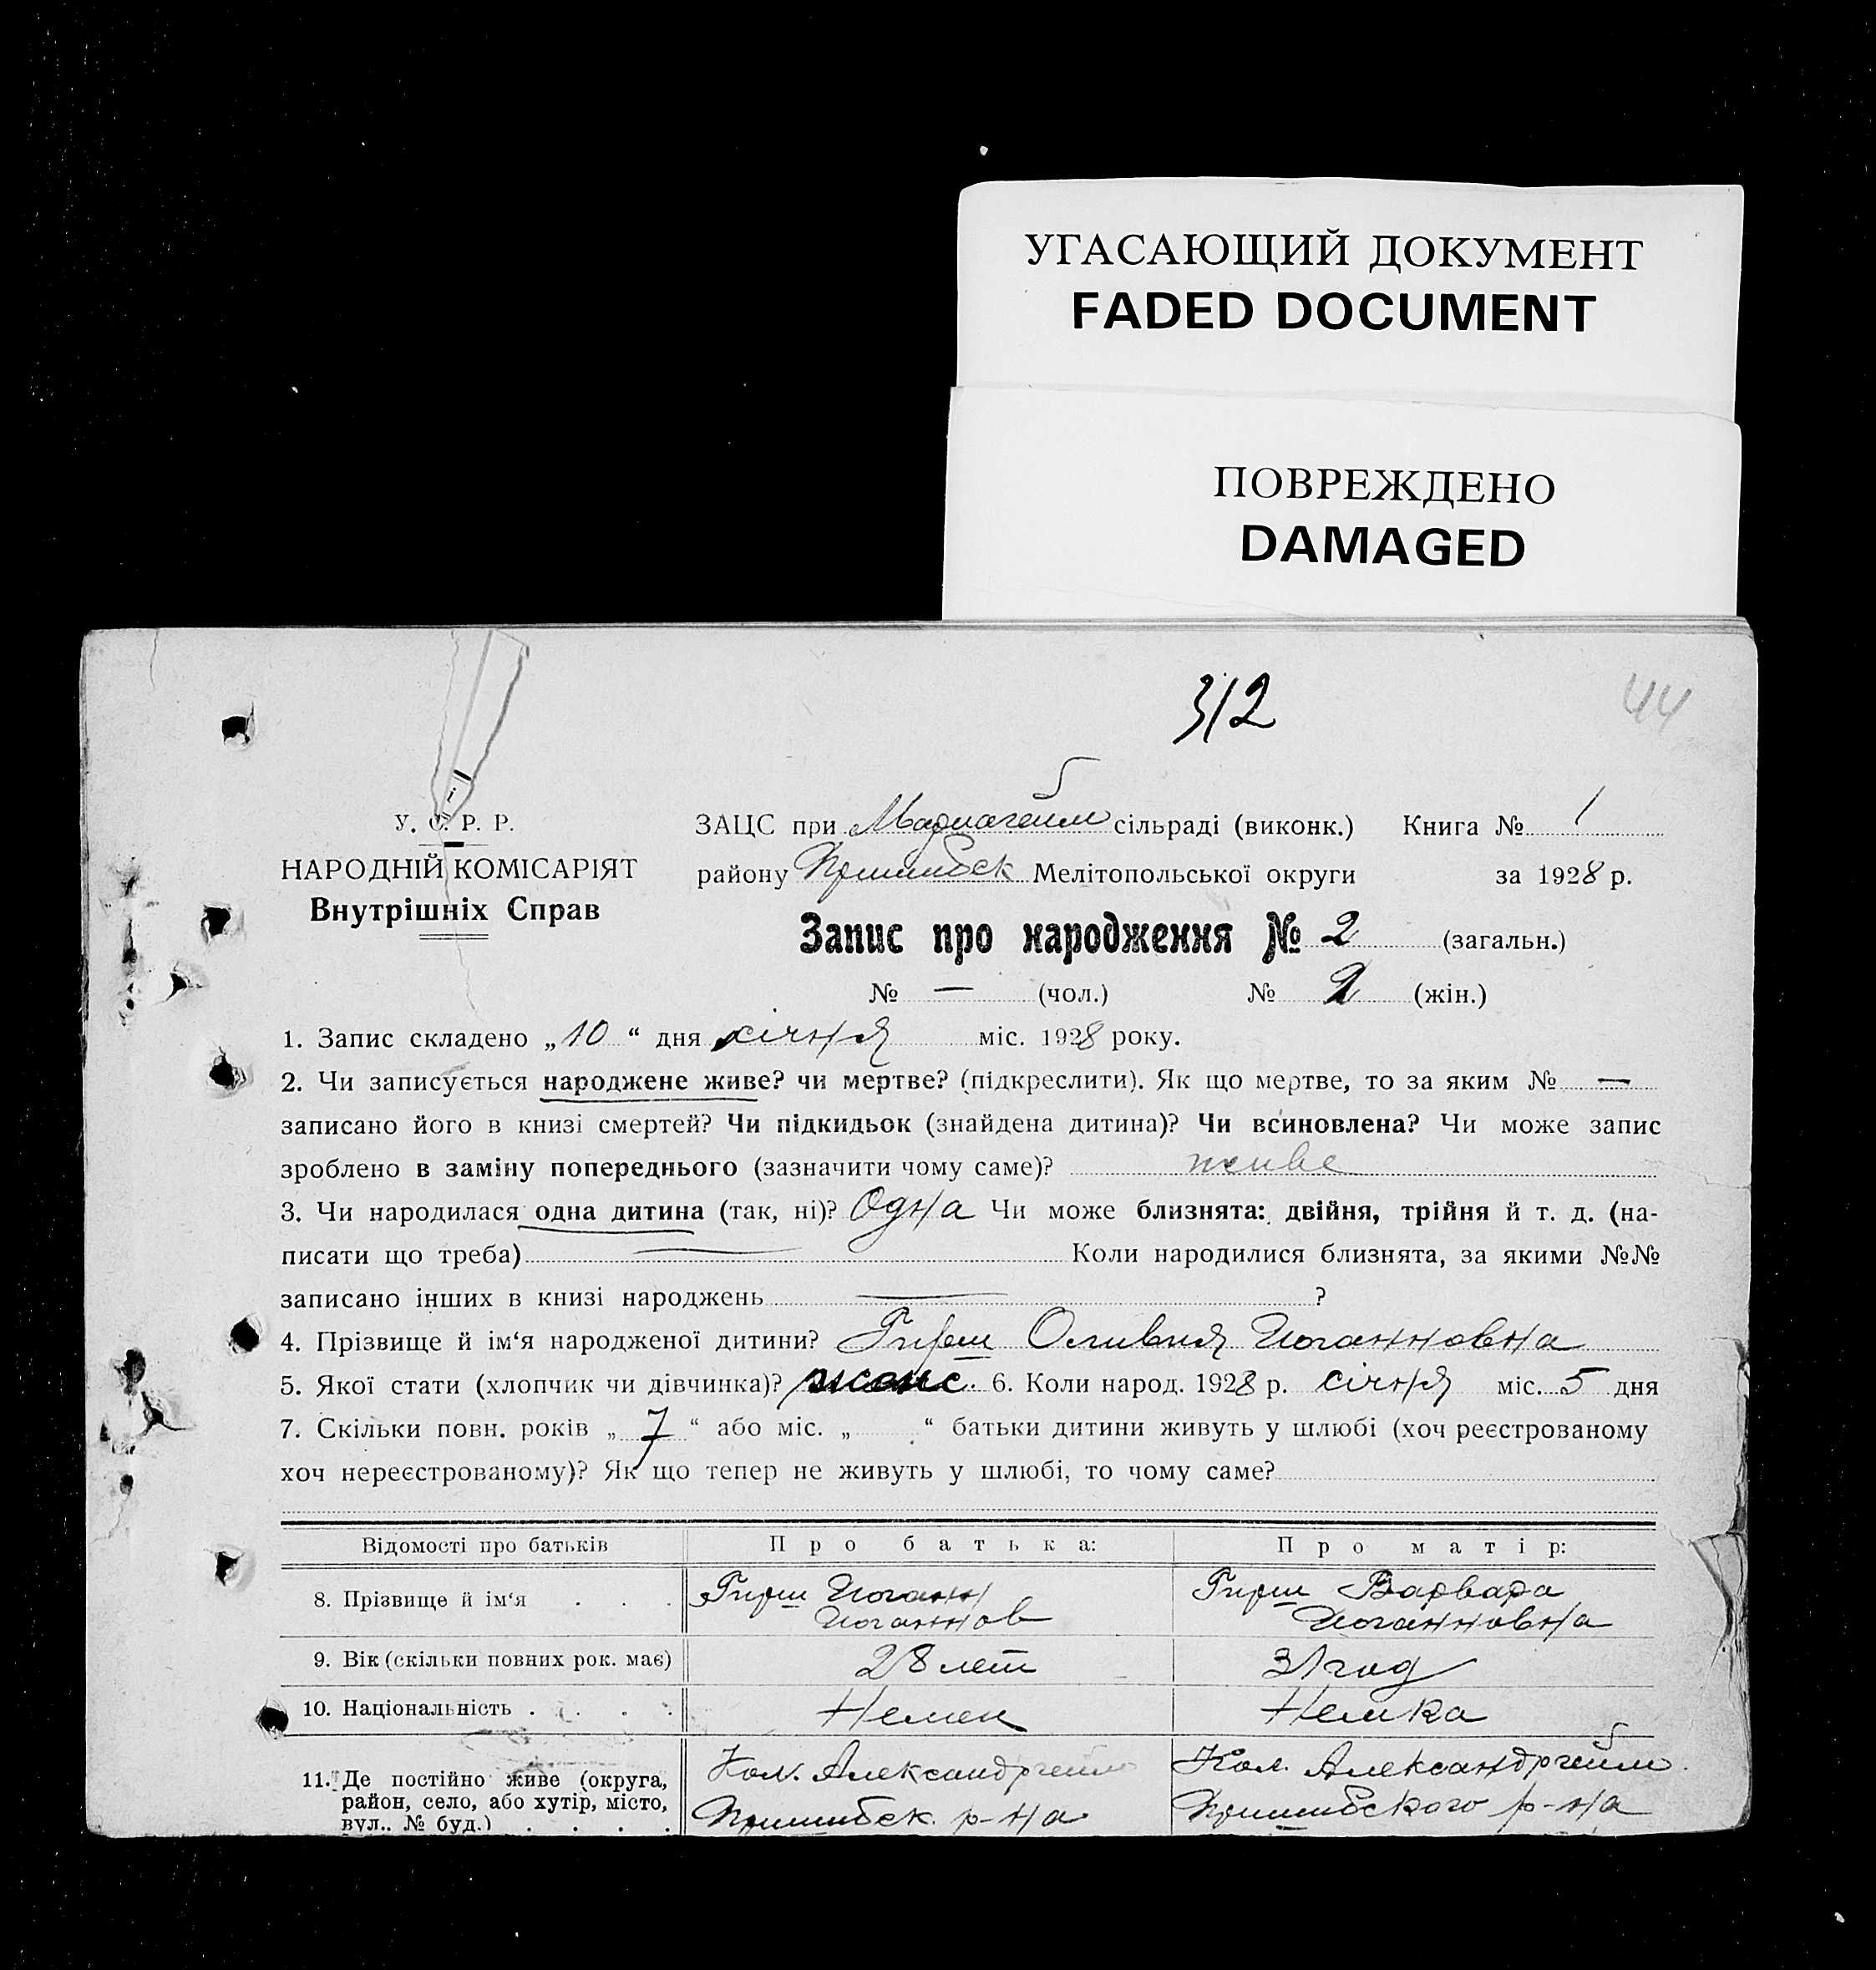 УГАСАЮЩИЙ ДОКУМЕНТ
FADED DOCUMENT
ПОВРЕЖДЕНО
DAMAGED
312
44
У. С. Р. Р.
НАРОДНІЙ КОМІСАРІЯТ
Внутрішніх Справ
ЗАЦС при Мариагейм сільраді (виконк.) Книга № 1
району Пришибск Мелітопольської округи за 1928 р.
Запис про народження № 2 (загальн.)
№ — (чол.) № 2 (жін.)
1. Запис складено „10“ дня січня міс. 1928 року.
2. Чи записується народжене живе? чи мертве? (підкреслити). Як що мертве, то за яким № —
записано його в книзі смертей? Чи підкидьок (знайдена дитина)? Чи всиновлена? Чи може запис
зроблено в заміну попереднього (зазначити чому саме)? живе
3. Чи народилася одна дитина (так, ні)? Одна Чи може близнята: двійня, трійня й т. д. (на-
писати що треба) — Коли народилися близнята, за якими №№
записано інших в книзі народжень — ?
4. Прізвище й ім‘я народженої дитини? Гирш Оливия Иоганновна
5. Якої стати (хлопчик чи дівчинка)? 6. Коли народ. 1928 р. січня міс. 5 дня
7. Скільки повн. років „7“ або міс. „ “ батьки дитини живуть у шлюбі (хоч реєстрованому
хоч нереєстрованому)? Як що тепер не живуть у шлюбі, то чому саме?
Відомості про батьків Про батька: Про матір:
8. Прізвище й ім‘я . . . Гирш Иоганн Иоганнов Гирш Варвара Иоганновна
9. Вік (скільки повних рок. має) 28 лет 31 год
10. Національність . . . . Немец Немка
11. Де постійно живе (округа, Кол. Александргейм Кол. Александргейм
район, село, або хутір, місто, Пришибск. р-на Пришибского р-на
вул.. № буд.) . . . .